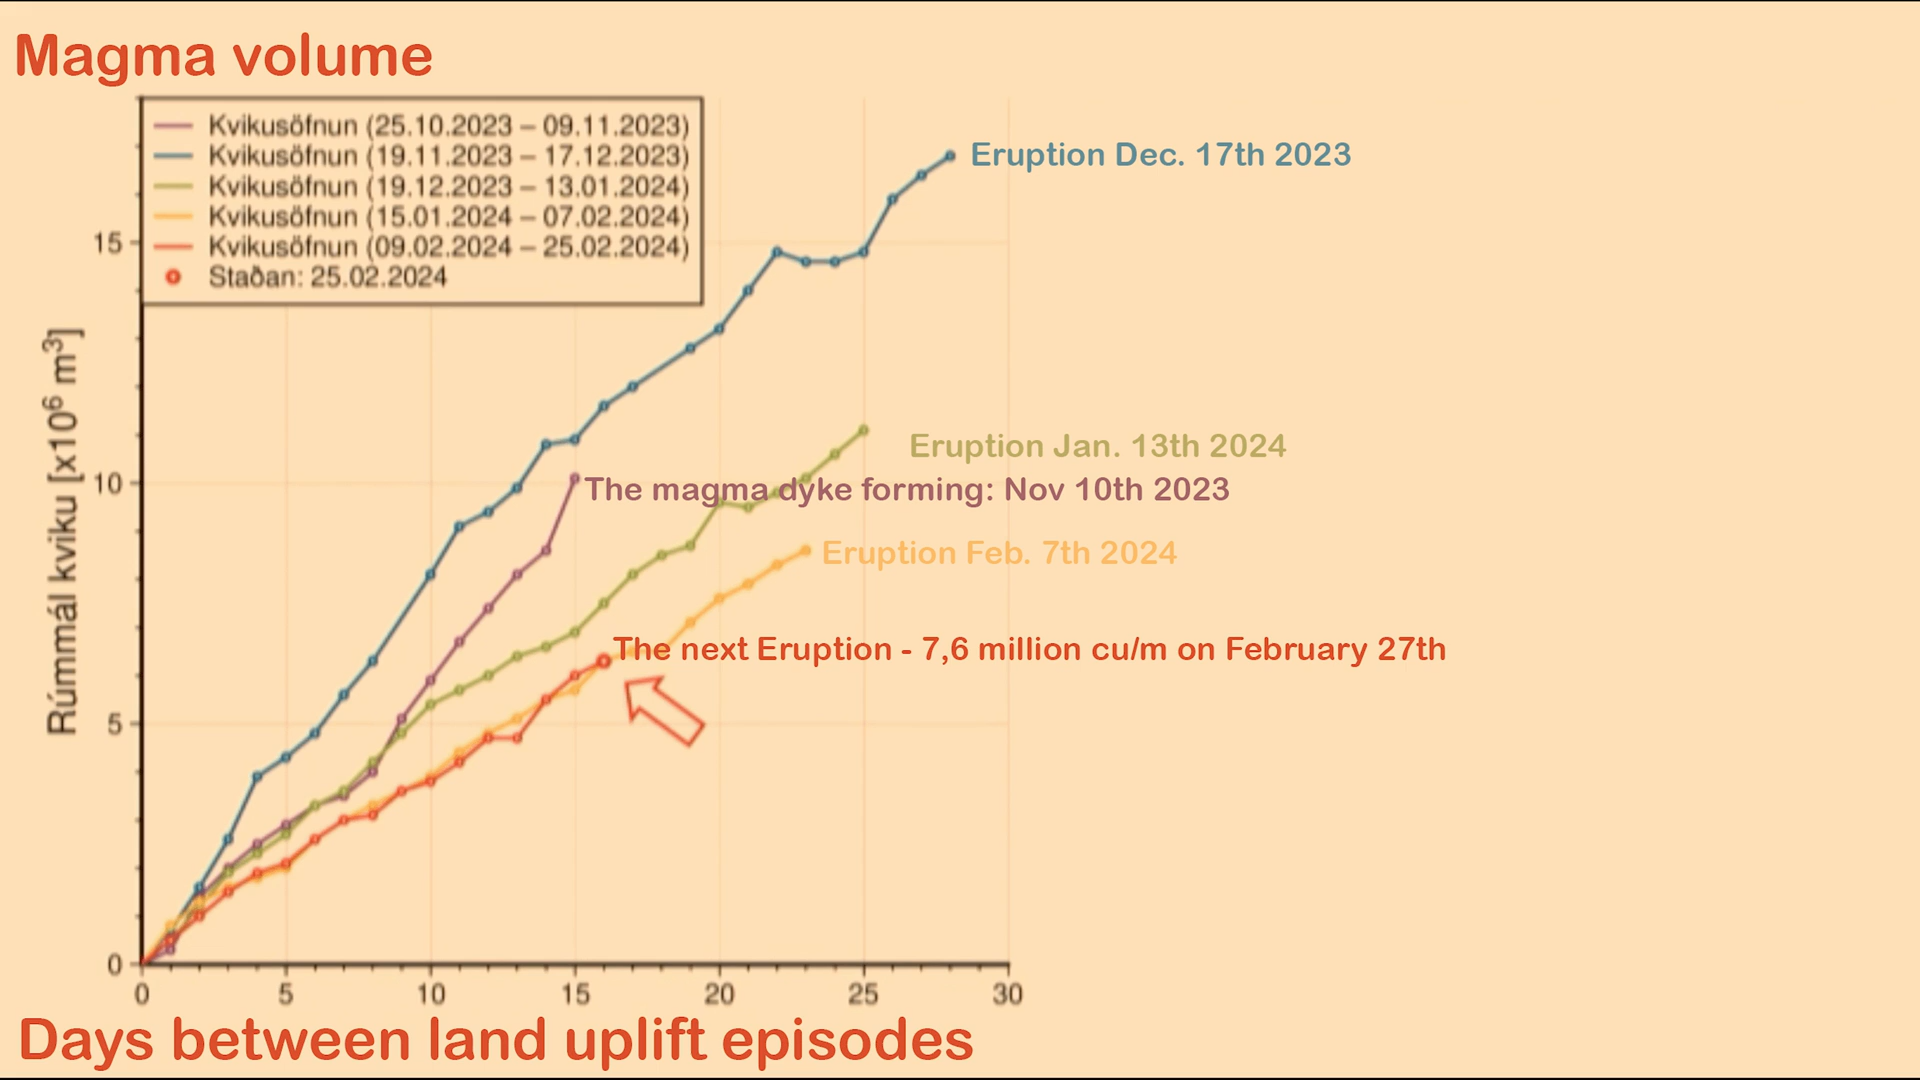 Magma volume
Kvikusöfnun (25.10.2023 – 09.11.2023)
Kvikusöfnun (19.11.2023 – 17.12.2023)
Kvikusöfnun (19.12.2023 – 13.01.2024)
Kvikusöfnun (15.01.2024 – 07.02.2024)
Kvikusöfnun (09.02.2024 – 25.02.2024)
Staðan: 25.02.2024
Eruption Dec. 17th 2023
Eruption Jan. 13th 2024
The magma dyke forming: Nov 10th 2023
Eruption Feb. 7th 2024
The next Eruption - 7,6 million cu/m on February 27th
Rúmmál kviku [x10⁶ m³]
15
10
5
0
0 5 10 15 20 25 30
Days between land uplift episodes